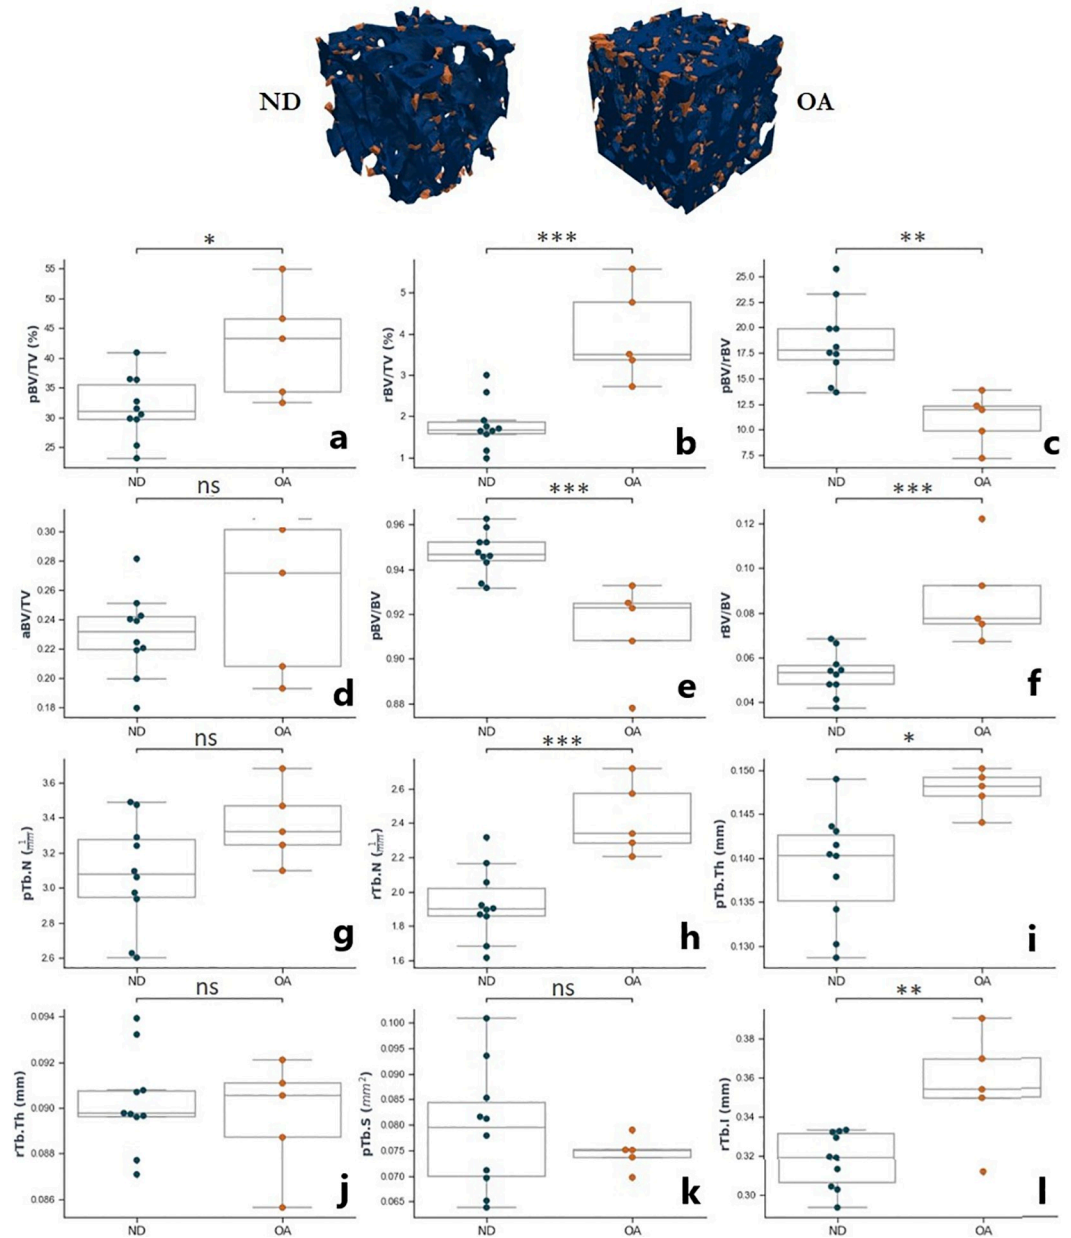 ND
OA
*
***
**
55
50
45
40
35
30
25
pBV/TV (%)
a
ND
OA
5
4
3
2
1
rBV/TV (%)
b
ND
OA
25.0
22.5
20.0
17.5
15.0
12.5
10.0
7.5
pBV/rBV
c
ND
OA
ns
***
***
0.30
0.28
0.26
0.24
0.22
0.20
0.18
aBV/TV
d
ND
OA
0.96
0.94
0.92
0.90
0.88
pBV/BV
e
ND
OA
0.12
0.10
0.08
0.06
0.04
rBV/BV
f
ND
OA
ns
***
*
3.6
3.4
3.2
3.0
2.8
2.6
pTb.N (1/mm)
g
ND
OA
2.6
2.4
2.2
2.0
1.8
1.6
rTb.N (1/mm)
h
ND
OA
0.150
0.145
0.140
0.135
0.130
pTb.Th (mm)
i
ND
OA
ns
ns
**
0.094
0.092
0.090
0.088
0.086
rTb.Th (mm)
j
ND
OA
0.100
0.095
0.090
0.085
0.080
0.075
0.070
0.065
pTb.S (mm²)
k
ND
OA
0.38
0.36
0.34
0.32
0.30
rTb.l (mm)
l
ND
OA